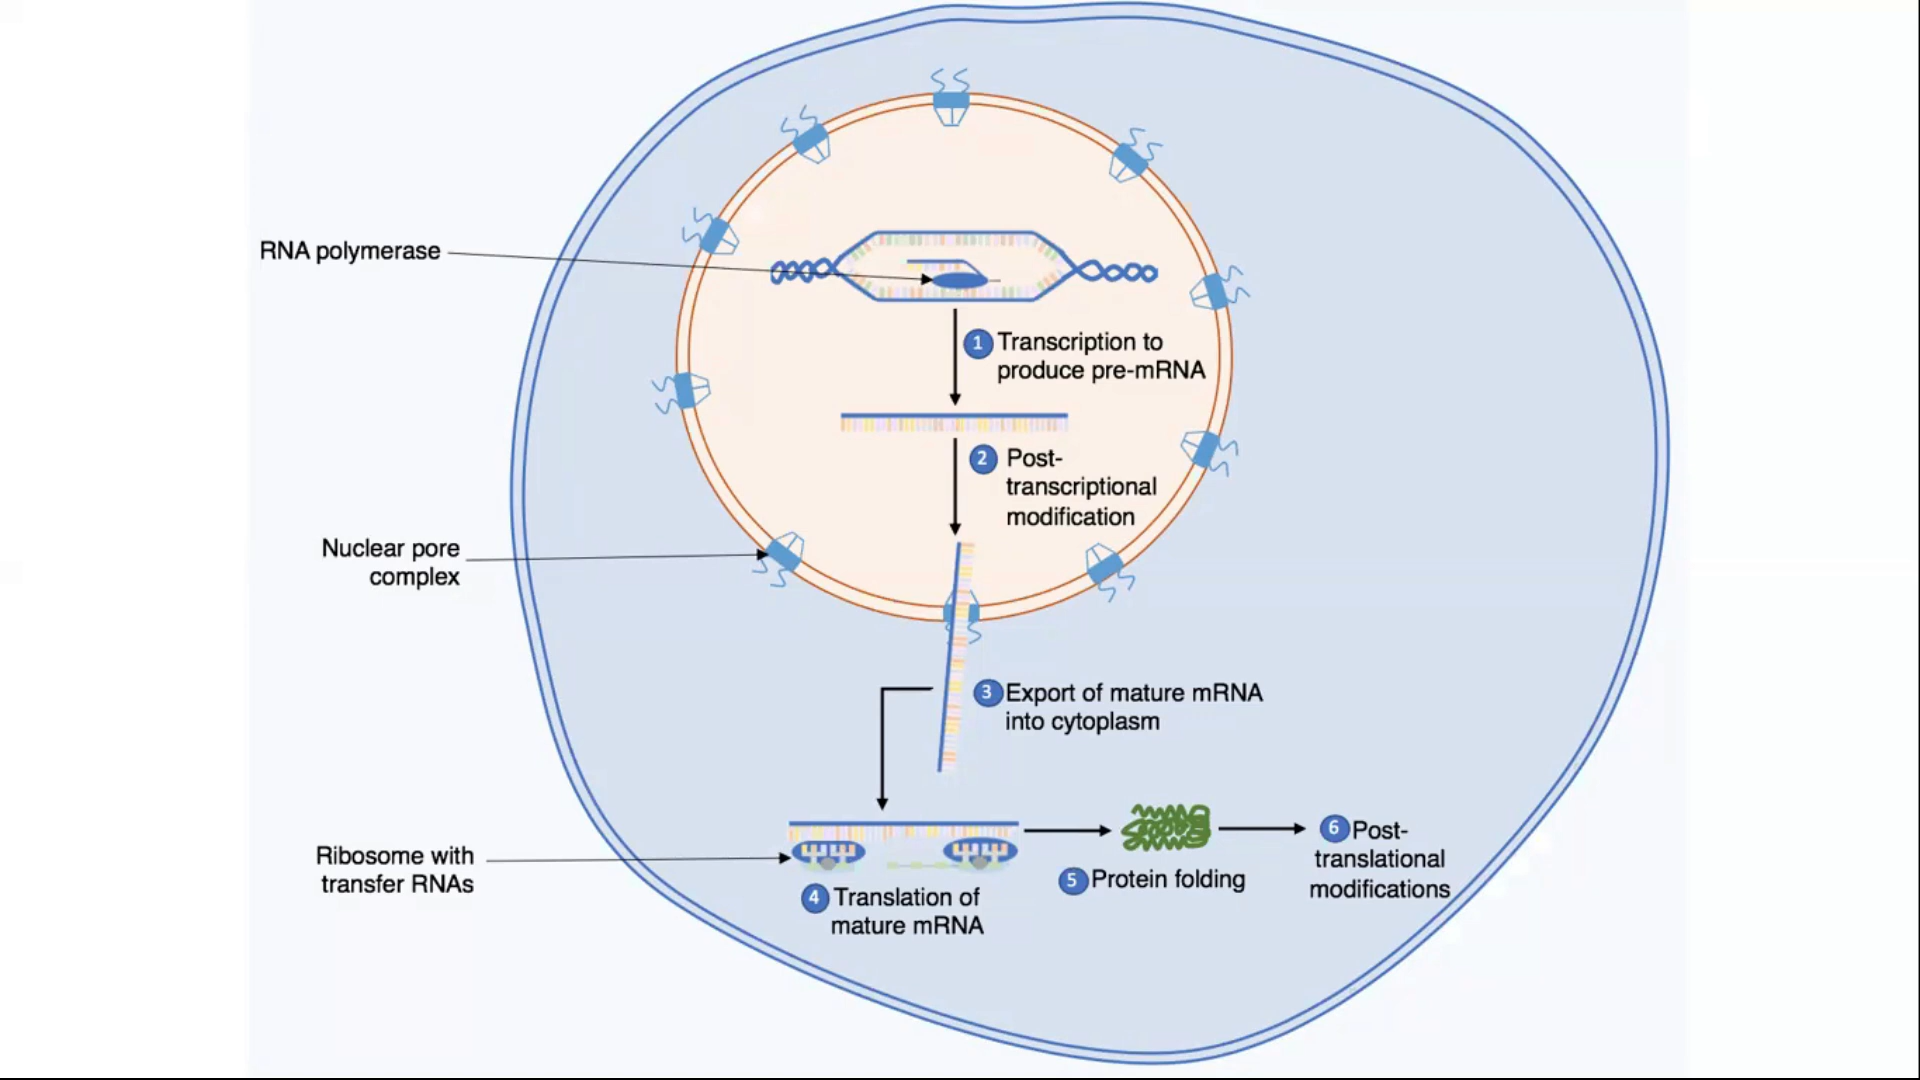 RNA polymerase
1 Transcription to
produce pre-mRNA
2 Post-
transcriptional
modification
Nuclear pore
complex
3 Export of mature mRNA
into cytoplasm
Ribosome with
transfer RNAs
4 Translation of
mature mRNA
5 Protein folding
6 Post-
translational
modifications